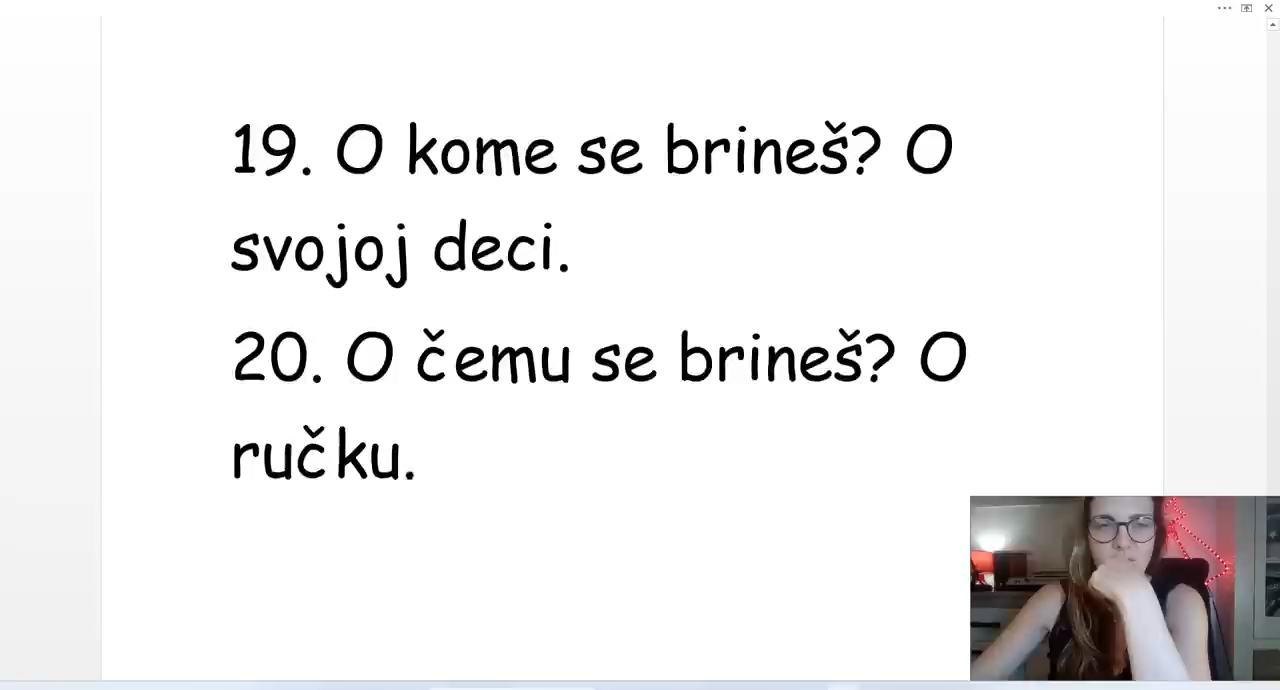 19. O kome se brineš? O
svojoj deci.
20. O čemu se brineš? O
ručku.